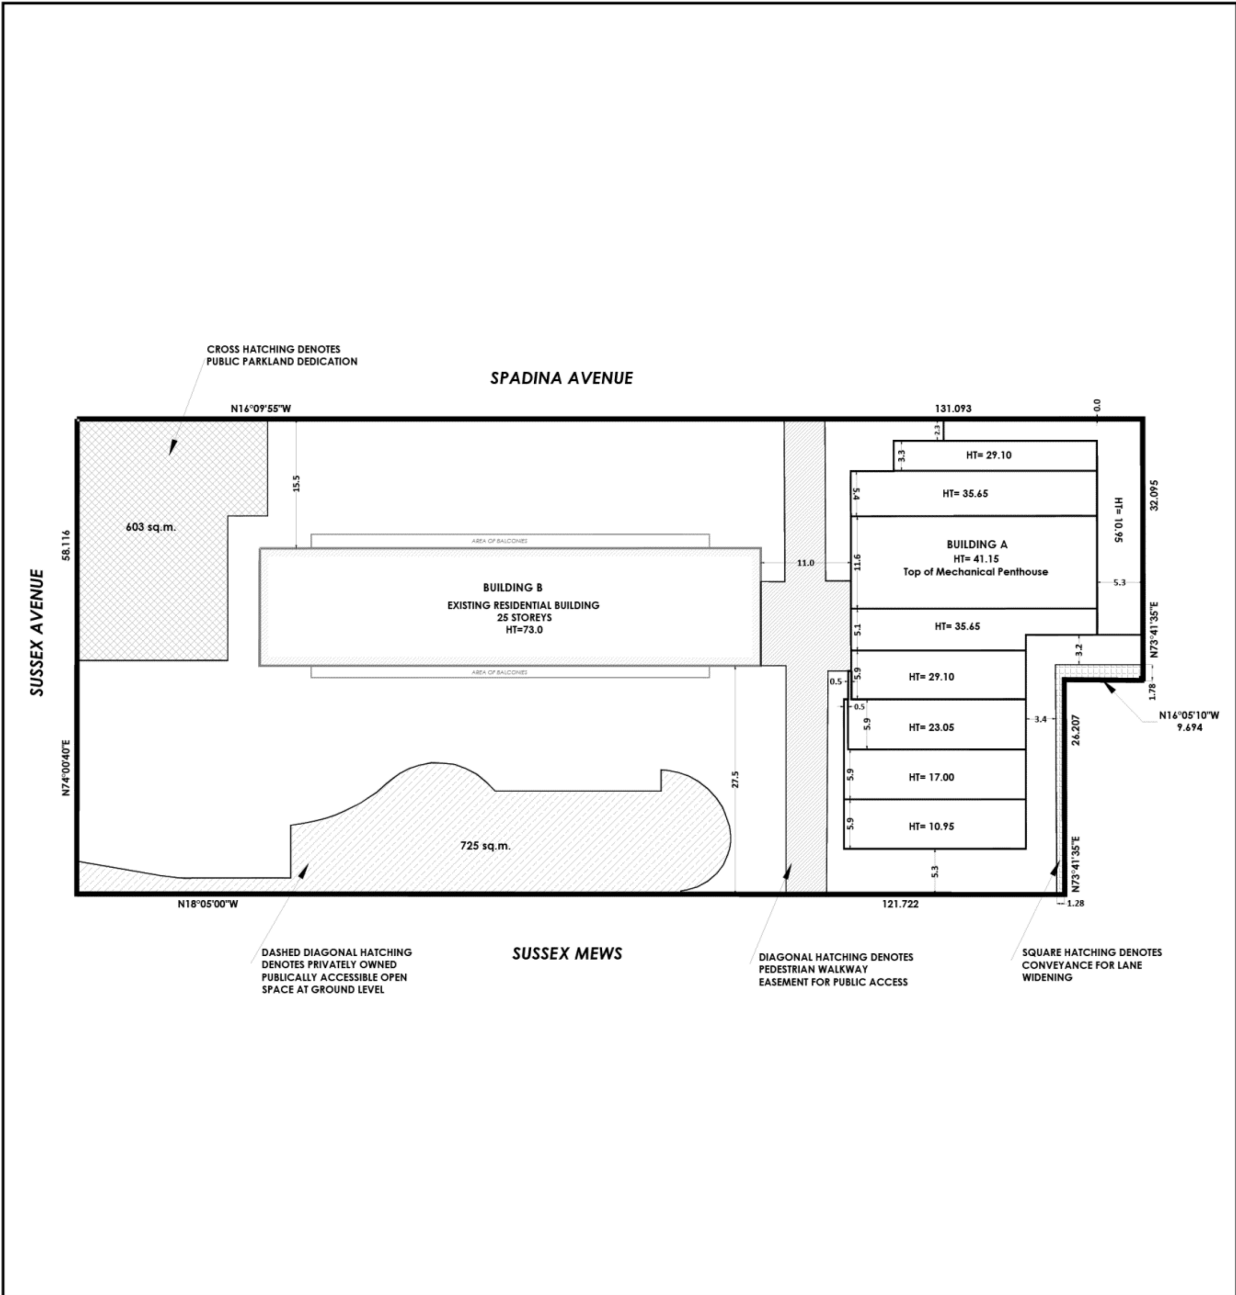 CROSS HATCHING DENOTES
PUBLIC PARKLAND DEDICATION
SPADINA AVENUE
N16°09'55"W
131.093
0.0
2.3
3.3
HT= 29.10
15.5
5.4
HT= 35.65
HT= 10.95
32.095
603 sq.m.
58.116
AREA OF BALCONIES
BUILDING B
EXISTING RESIDENTIAL BUILDING
25 STOREYS
HT=73.0
11.0
11.6
BUILDING A
HT= 41.15
Top of Mechanical Penthouse
5.3
SUSSEX AVENUE
5.1
HT= 35.65
N73°41'35"E
3.2
AREA OF BALCONIES
5.9
HT= 29.10
0.5
0.5
1.78
N16°05'10"W
9.694
3.4
26.207
5.9
HT= 23.05
N74°00'40"E
27.5
5.9
HT= 17.00
5.9
HT= 10.95
725 sq.m.
5.3
N73°41'35"E
N18°05'00"W
121.722
1.28
DASHED DIAGONAL HATCHING
DENOTES PRIVATELY OWNED
PUBLICALLY ACCESSIBLE OPEN
SPACE AT GROUND LEVEL
SUSSEX MEWS
DIAGONAL HATCHING DENOTES
PEDESTRIAN WALKWAY
EASEMENT FOR PUBLIC ACCESS
SQUARE HATCHING DENOTES
CONVEYANCE FOR LANE
WIDENING